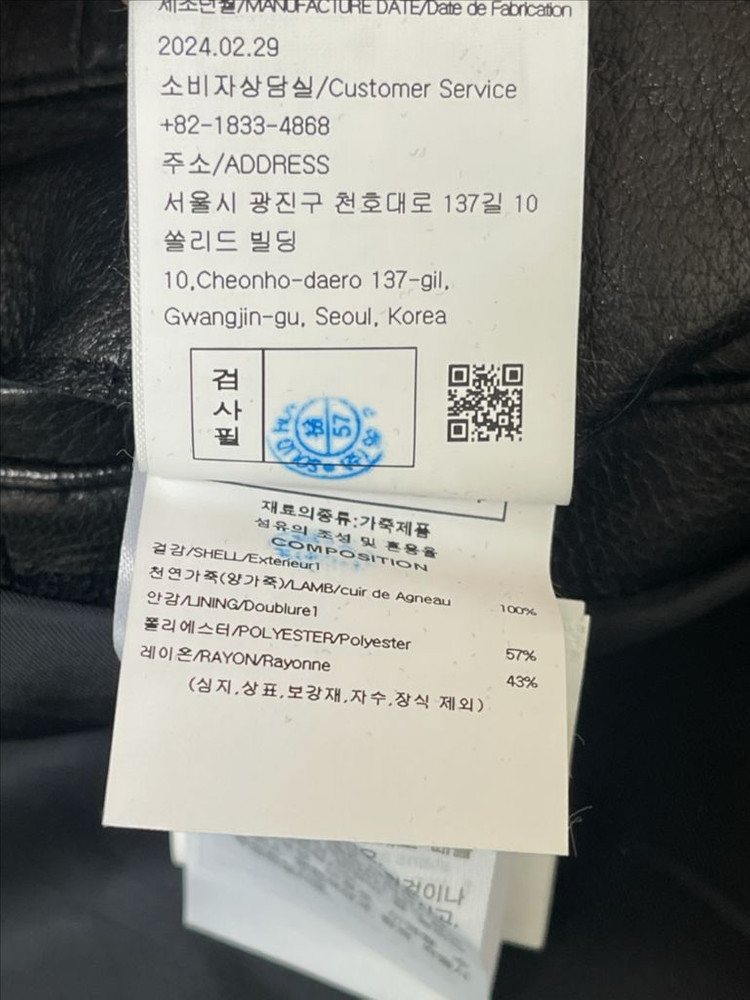 제조년월/MANUFACTURE DATE/Date de Fabrication
2024.02.29
소비자상담실/Customer Service
+82-1833-4868
주소/ADDRESS
서울시 광진구 천호대로 137길 10
쏠리드 빌딩
10,Cheonho-daero 137-gil,
Gwangjin-gu, Seoul, Korea
검사필
57
재료의종류:가죽제품
섬유의 조성 및 혼용율
COMPOSITION
겉감/SHELL/Exterieur1
천연가죽(양가죽)/LAMB/cuir de Agneau 100%
안감/LINING/Doublure1
폴리에스터/POLYESTER/Polyester 57%
레이온/RAYON/Rayonne 43%
(심지,상표,보강재,자수,장식 제외)